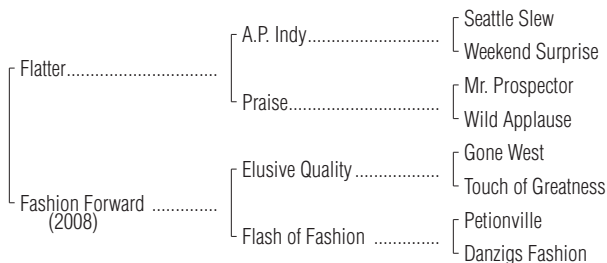 Seattle Slew
A.P. Indy..............................
Weekend Surprise
Flatter..................................
Mr. Prospector
Praise..................................
Wild Applause
Gone West
Elusive Quality ....................
Touch of Greatness
Fashion Forward ................
(2008)
Petionville
Flash of Fashion ................
Danzigs Fashion